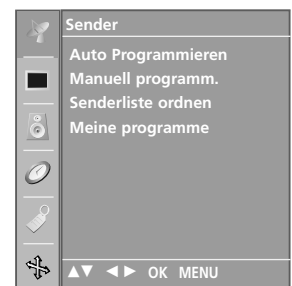 Sender
Auto Programmieren
Manuell programm.
Senderliste ordnen
Meine programme
▲▼ ◄► OK MENU